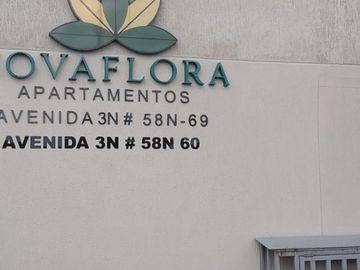 OVAFLORA
APARTAMENTOS
AVENIDA 3N # 58N-69
AVENIDA 3N # 58N 60